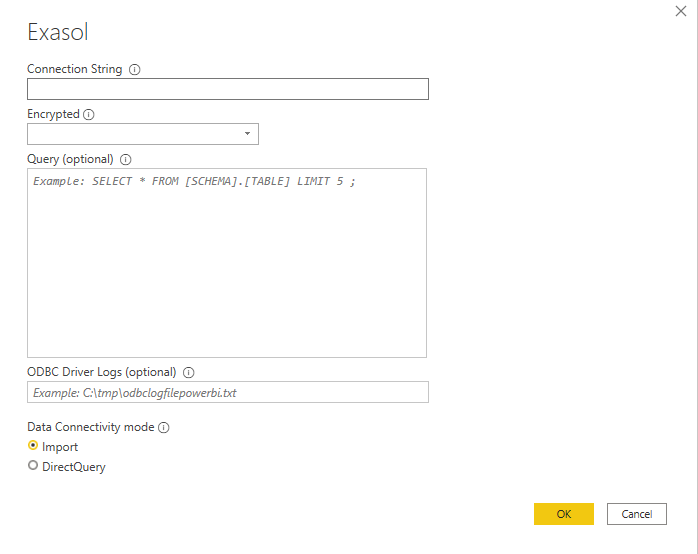 Exasol
Connection String
Encrypted
Query (optional)
Example: SELECT * FROM [SCHEMA].[TABLE] LIMIT 5 ;
ODBC Driver Logs (optional)
Example: C:\tmp\odbclogfilepowerbi.txt
Data Connectivity mode
Import
DirectQuery
OK
Cancel